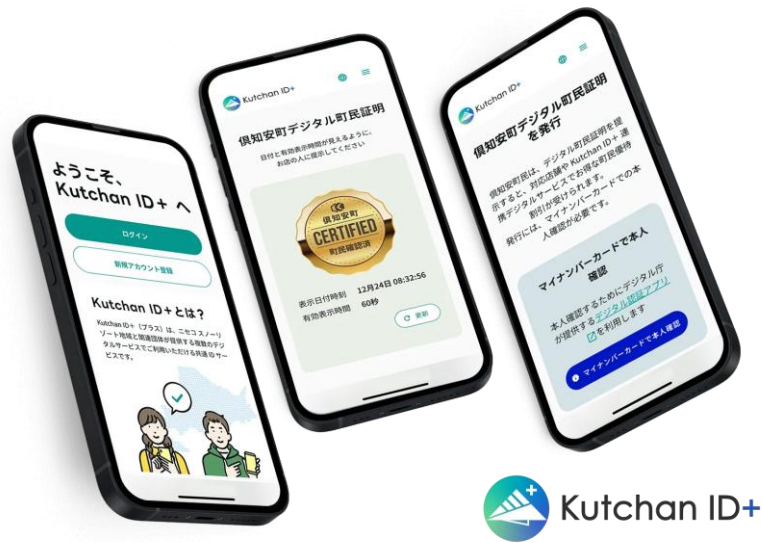 ようこそ、
Kutchan ID+ へ
ログイン
新規アカウント登録
Kutchan ID+とは？
Kutchan ID+（プラス）は、ニセコ スノーリ
ゾート地域と関連団体が提供する複数のデジ
タルサービスでご利用いただける共通 ID サー
ビスです。
Kutchan ID+
倶知安町デジタル町民証明
日付と有効表示時間が見えるように、
お店の人に提示してください
倶知安町
CERTIFIED
町民確認済
表示日付時刻 12月24日 08:32:56
有効表示時間 60秒
更新
Kutchan ID+
倶知安町デジタル町民証明
を発行
倶知安町民は、デジタル町民証明を提
示すると、対応店舗や Kutchan ID+ 連
携デジタルサービスでお得な町民優待
割引が受けられます。
発行には、マイナンバーカードでの本
人確認が必要です。
マイナンバーカードで本人
確認
本人確認するためにデジタル庁
が提供するデジタル認証アプリ
を利用します
マイナンバーカードで本人確認
Kutchan ID+